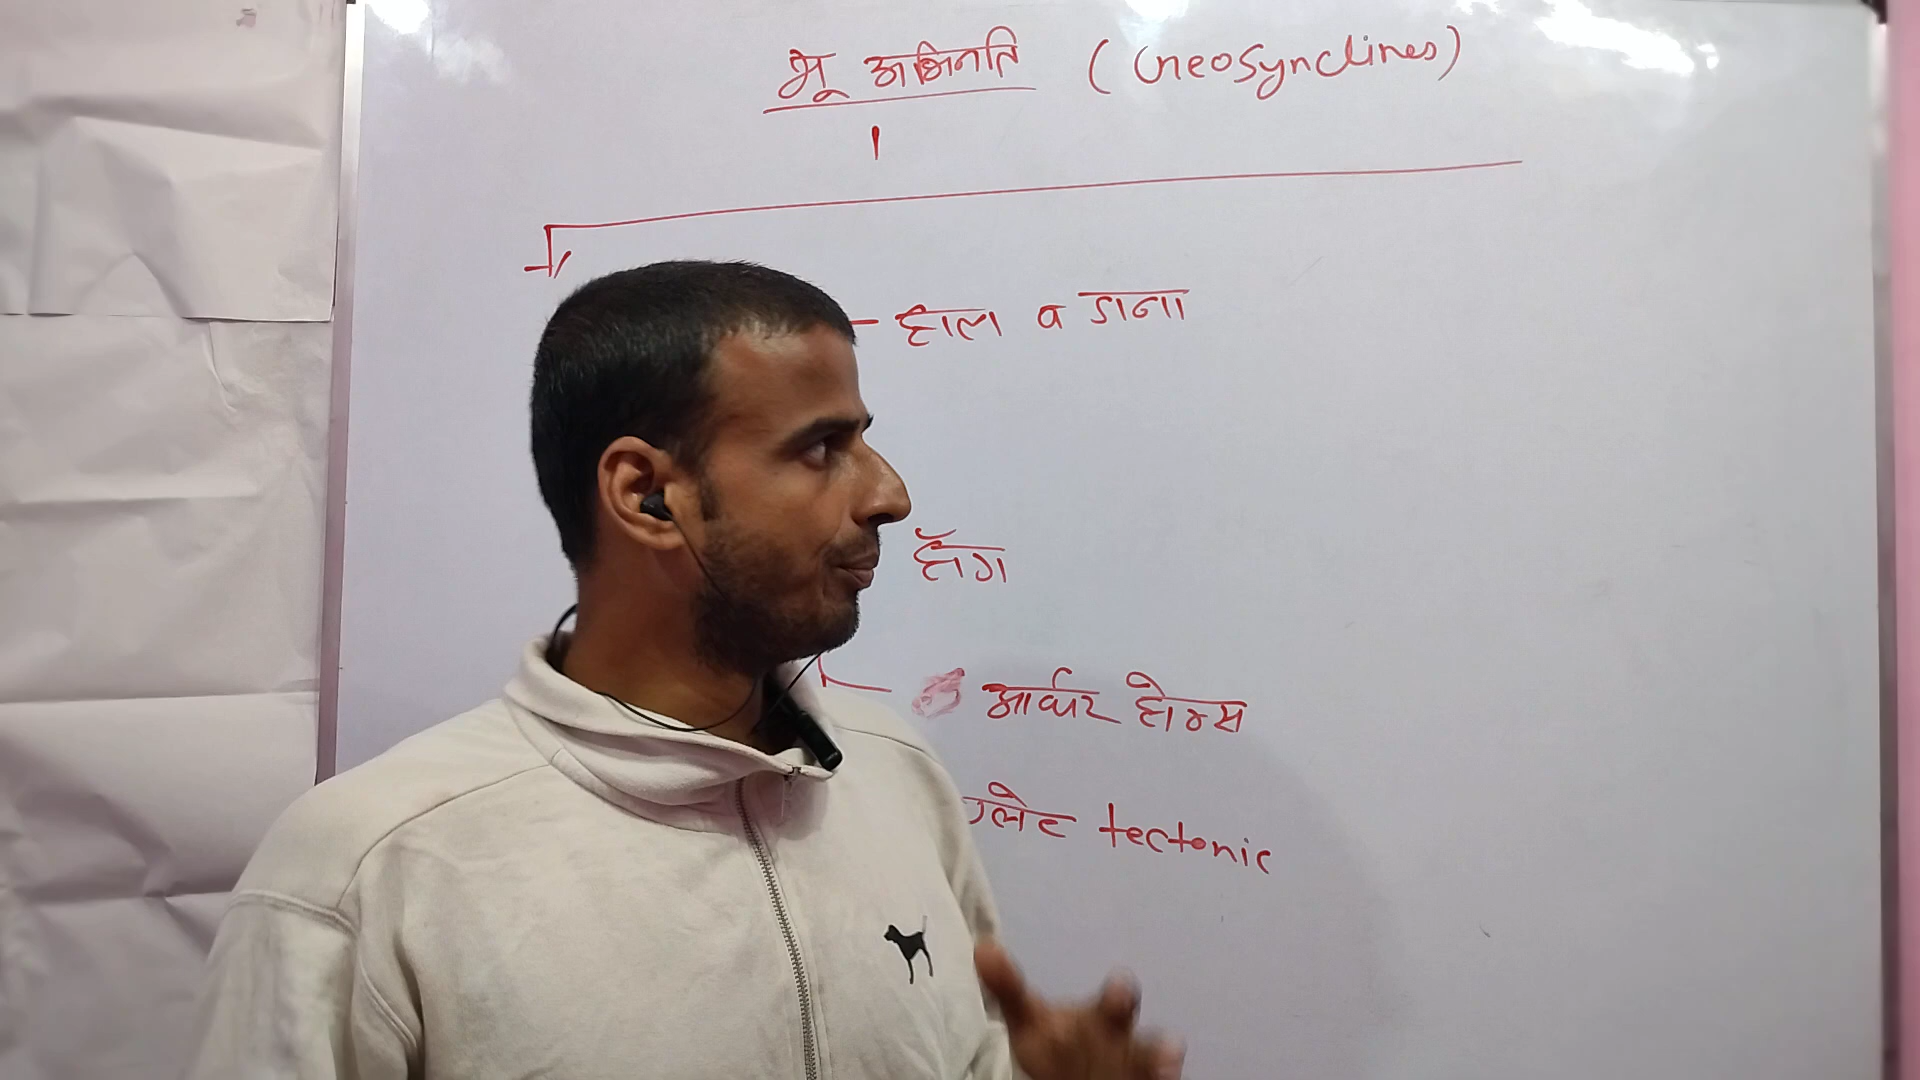 भू अभिनति (Geosynclines)
हाल व डाना
हॅाग
आर्थर होम्स
प्लेट tectonic